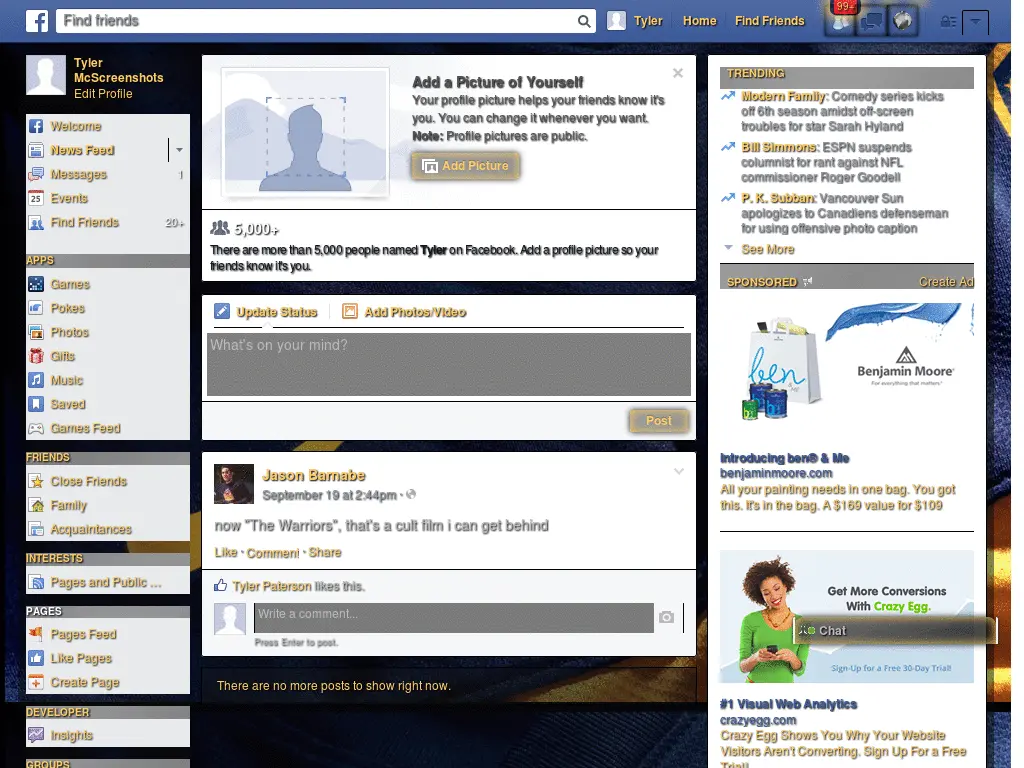 Find friends
Tyler
Home
Find Friends
99+
Tyler
McScreenshots
Edit Profile
Welcome
News Feed
Messages 1
25 Events
Find Friends 20+
APPS
Games
Pokes
Photos
Gifts
Music
Saved
Games Feed
FRIENDS
Close Friends
Family
Acquaintances
INTERESTS
Pages and Public ...
PAGES
Pages Feed
Like Pages
Create Page
DEVELOPER
Insights
GROUPS
Add a Picture of Yourself
Your profile picture helps your friends know it's
you. You can change it whenever you want.
Note: Profile pictures are public.
Add Picture
5,000+
There are more than 5,000 people named Tyler on Facebook. Add a profile picture so your
friends know it's you.
Update Status
Add Photos/Video
What's on your mind?
Post
Jason Barnabe
September 19 at 2:44pm ·
now "The Warriors", that's a cult film i can get behind
Like · Comment · Share
Tyler Paterson likes this.
Write a comment...
Press Enter to post.
There are no more posts to show right now.
TRENDING
Modern Family: Comedy series kicks
off 6th season amidst off-screen
troubles for star Sarah Hyland
Bill Simmons: ESPN suspends
columnist for rant against NFL
commissioner Roger Goodell
P. K. Subban: Vancouver Sun
apologizes to Canadiens defenseman
for using offensive photo caption
See More
SPONSORED
Create Ad
ben
& ME
Benjamin Moore
For everything that matters.
Introducing ben® & Me
benjaminmoore.com
All your painting needs in one bag. You got
this. It's in the bag. A $169 value for $109
Get More Conversions
With Crazy Egg.
Chat
Sign-Up for a Free 30-Day Trial!
#1 Visual Web Analytics
crazyegg.com
Crazy Egg Shows You Why Your Website
Visitors Aren't Converting. Sign Up For a Free
Trial!